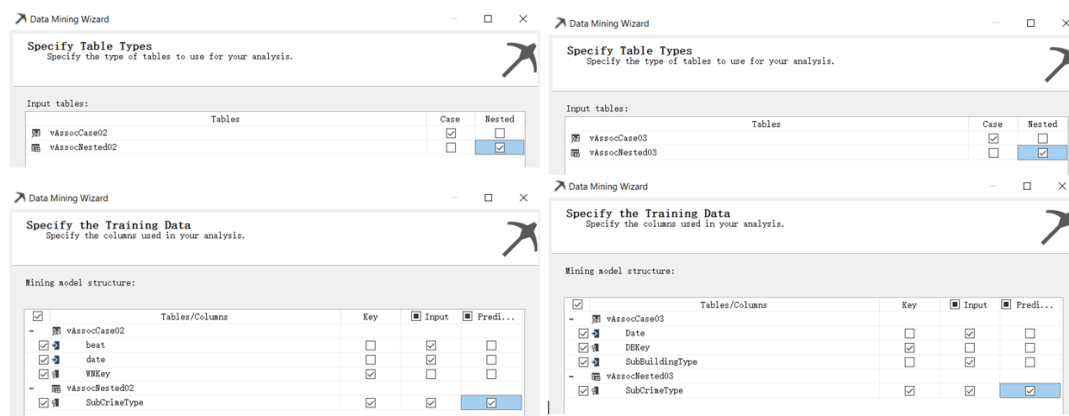 Data Mining Wizard
Specify Table Types
Specify the type of tables to use for your analysis.
Input tables:
Tables Case Nested
vAssocCase02
vAssocNested02
Data Mining Wizard
Specify Table Types
Specify the type of tables to use for your analysis.
Input tables:
Tables Case Nested
vAssocCase03
vAssocNested03
Data Mining Wizard
Specify the Training Data
Specify the columns used in your analysis.
Mining model structure:
Tables/Columns Key Input Predi...
vAssocCase02
beat
date
WNKey
vAssocNested02
SubCrimeType
Data Mining Wizard
Specify the Training Data
Specify the columns used in your analysis.
Mining model structure:
Tables/Columns Key Input Predi...
vAssocCase03
Date
DBKey
SubBuildingType
vAssocNested03
SubCrimeType